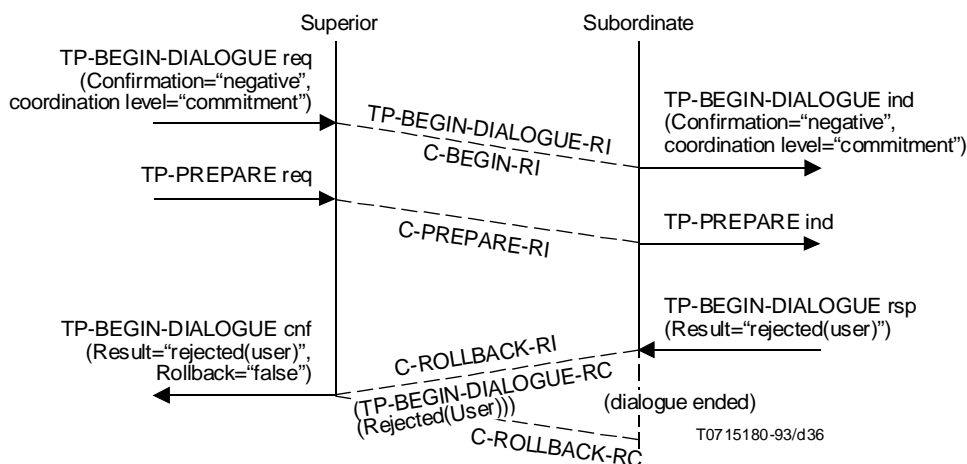 Superior
Subordinate
TP-BEGIN-DIALOGUE req
(Confirmation=“negative”,
coordination level=“commitment”)
TP-BEGIN-DIALOGUE-RI
C-BEGIN-RI
TP-BEGIN-DIALOGUE ind
(Confirmation=“negative”,
coordination level=“commitment”)
TP-PREPARE req
C-PREPARE-RI
TP-PREPARE ind
TP-BEGIN-DIALOGUE rsp
(Result=“rejected(user)”)
TP-BEGIN-DIALOGUE cnf
(Result=“rejected(user)”,
Rollback=“false”)
C-ROLLBACK-RI
(TP-BEGIN-DIALOGUE-RC
(Rejected(User)))
(dialogue ended)
C-ROLLBACK-RC
T0715180-93/d36